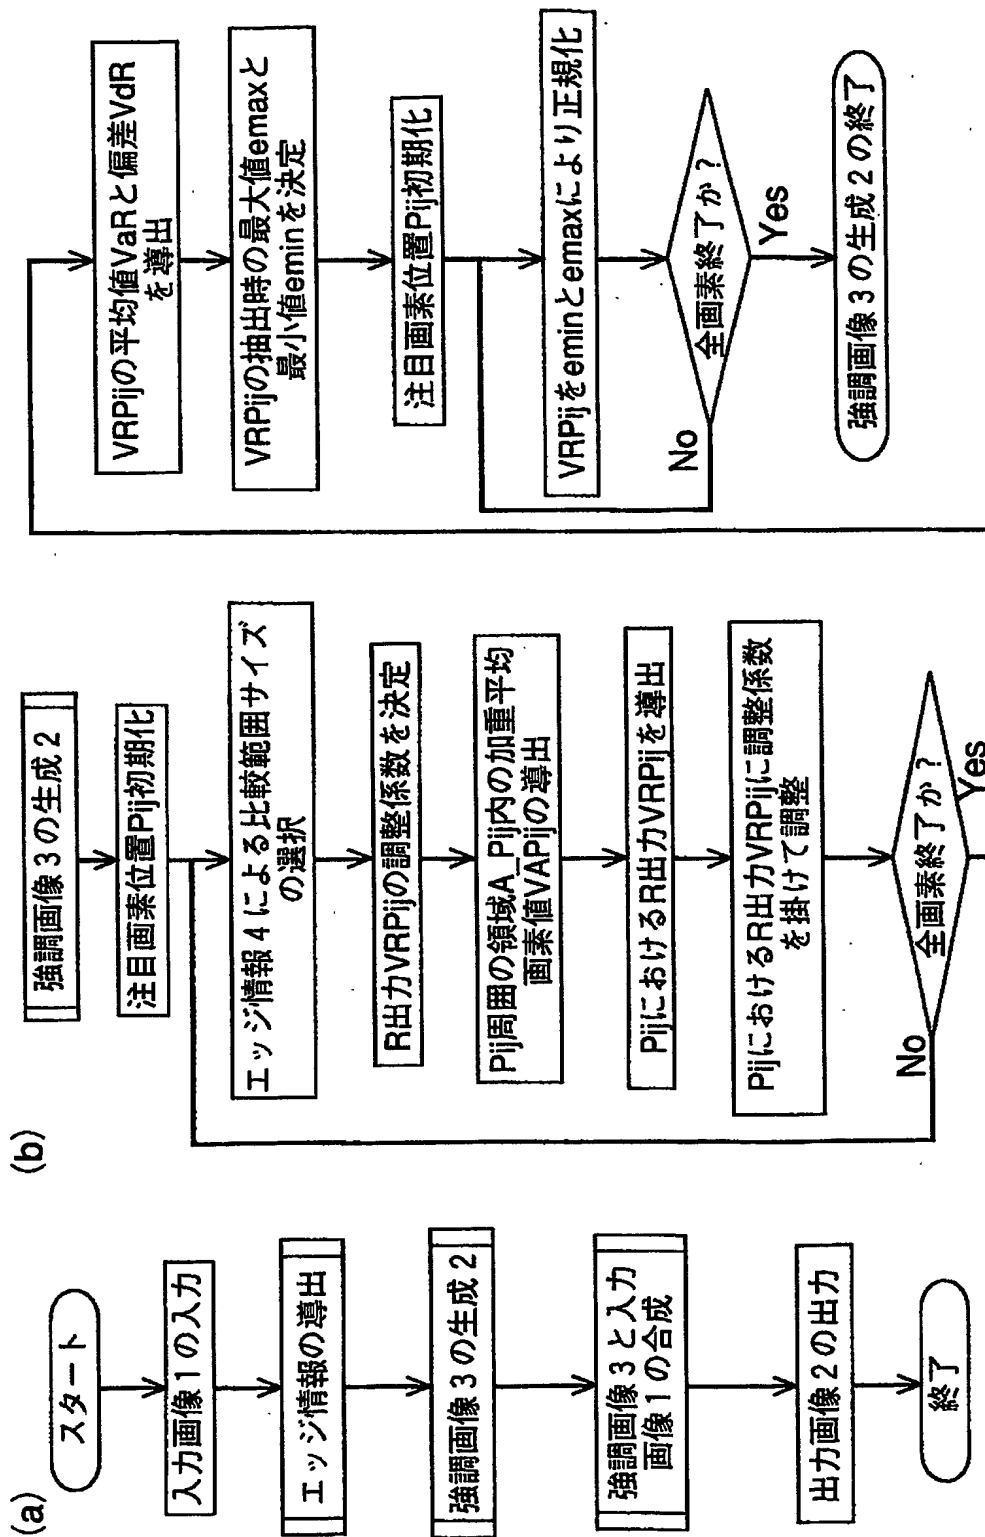 (a)
スタート
入力画像1の入力
エッジ情報の導出
強調画像3の生成2
強調画像3と入力
画像1の合成
出力画像2の出力
終了
(b)
強調画像3の生成2
注目画素位置Pij初期化
エッジ情報4による比較範囲サイズ
の選択
R出力VRPijの調整係数を決定
Pij周囲の領域A_Pij内の加重平均
画素値VAPijの導出
PijにおけるR出力VRPijを導出
PijにおけるR出力VRPijに調整係数
を掛けて調整
全画素終了か?
No
Yes
VRPijの平均値VaRと偏差VdR
を導出
VRPijの抽出時の最大値emaxと
最小値eminを決定
注目画素位置Pij初期化
VRPijをeminとemaxにより正規化
全画素終了か?
No
Yes
強調画像3の生成2の終了